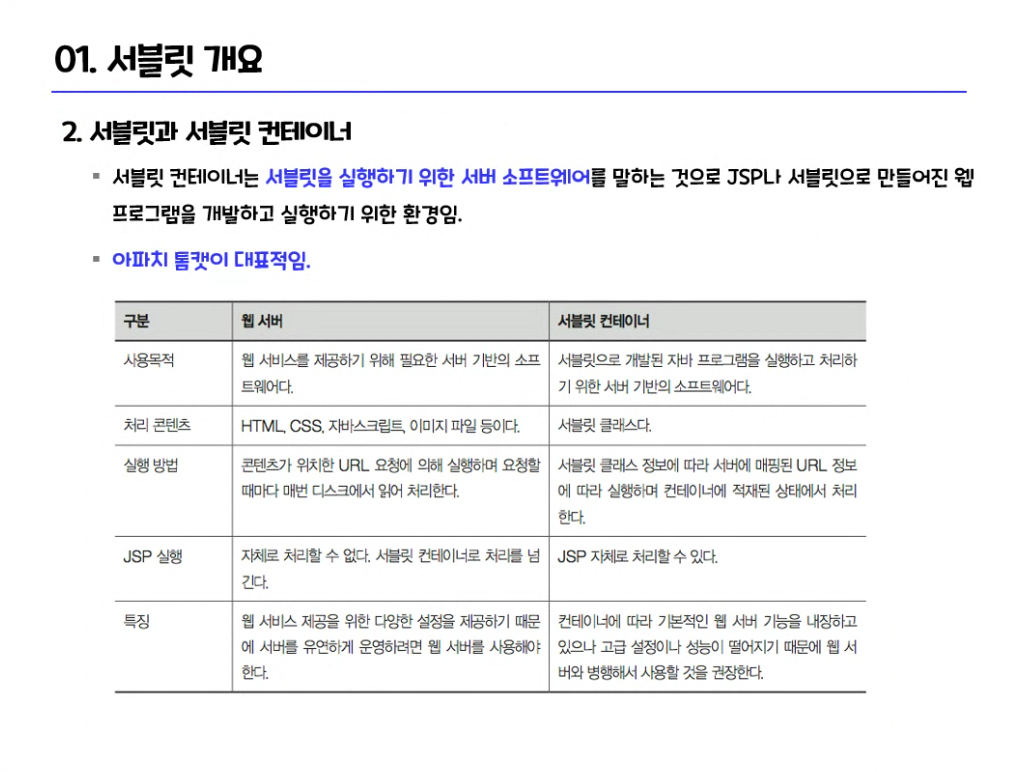 01. 서블릿 개요
2. 서블릿과 서블릿 컨테이너
▪ 서블릿 컨테이너는 서블릿을 실행하기 위한 서버 소프트웨어를 말하는 것으로 JSP나 서블릿으로 만들어진 웹
프로그램을 개발하고 실행하기 위한 환경임.
▪ 아파치 톰캣이 대표적임.
구분 웹 서버 서블릿 컨테이너
사용목적 웹 서비스를 제공하기 위해 필요한 서버 기반의 소프 서블릿으로 개발된 자바 프로그램을 실행하고 처리하
트웨어다. 기 위한 서버 기반의 소프트웨어다.
처리 콘텐츠 HTML, CSS, 자바스크립트, 이미지 파일 등이다. 서블릿 클래스다.
실행 방법 콘텐츠가 위치한 URL 요청에 의해 실행하며 요청할 서블릿 클래스 정보에 따라 서버에 매핑된 URL 정보
때마다 매번 디스크에서 읽어 처리한다. 에 따라 실행하며 컨테이너에 적재된 상태에서 처리
한다.
JSP 실행 자체로 처리할 수 없다. 서블릿 컨테이너로 처리를 넘 JSP 자체로 처리할 수 있다.
긴다.
특징 웹 서비스 제공을 위한 다양한 설정을 제공하기 때문 컨테이너에 따라 기본적인 웹 서버 기능을 내장하고
에 서버를 유연하게 운영하려면 웹 서버를 사용해야 있으나 고급 설정이나 성능이 떨어지기 때문에 웹 서
한다. 버와 병행해서 사용할 것을 권장한다.